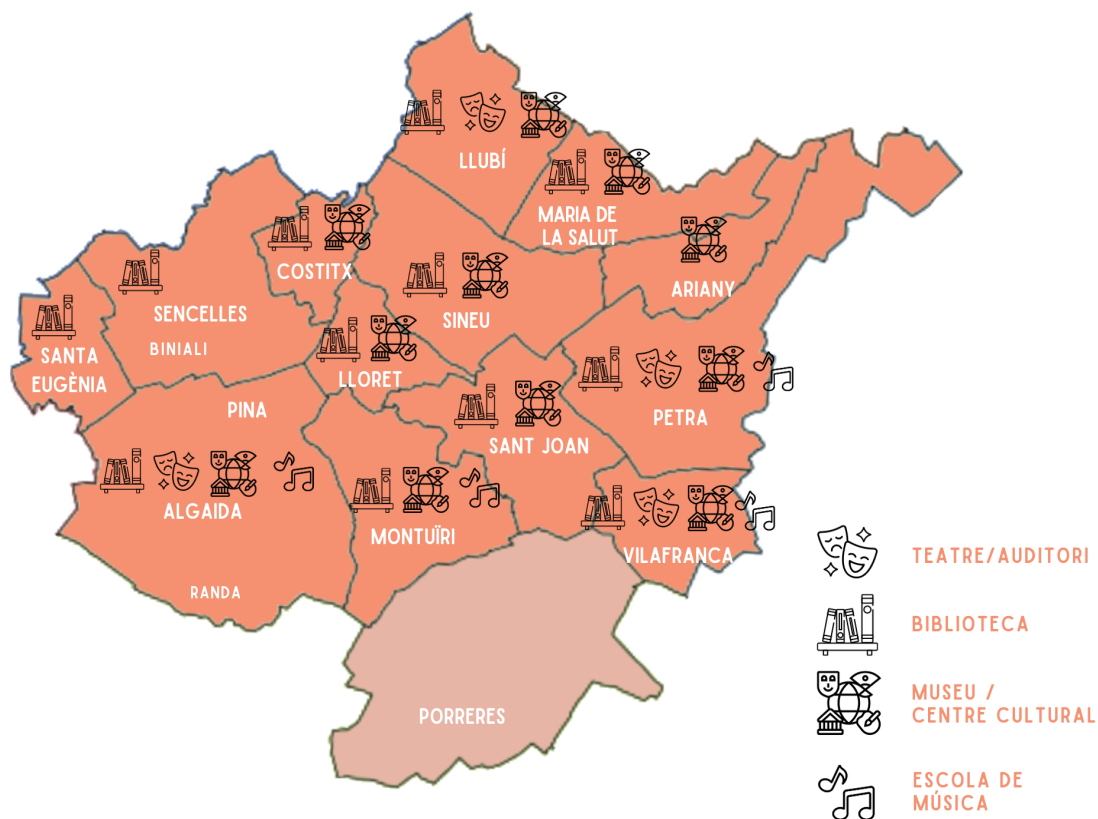 LLUBÍ
MARIA DE
LA SALUT
COSTITX
ARIANY
SENCELLES
SINEU
BINIALI
SANTA
EUGÈNIA
LLORET
PINA
PETRA
SANT JOAN
ALGAIDA
MONTUÏRI
VILAFRANCA
RANDA
PORRERES
TEATRE/AUDITORI
BIBLIOTECA
MUSEU /
CENTRE CULTURAL
ESCOLA DE
MÚSICA